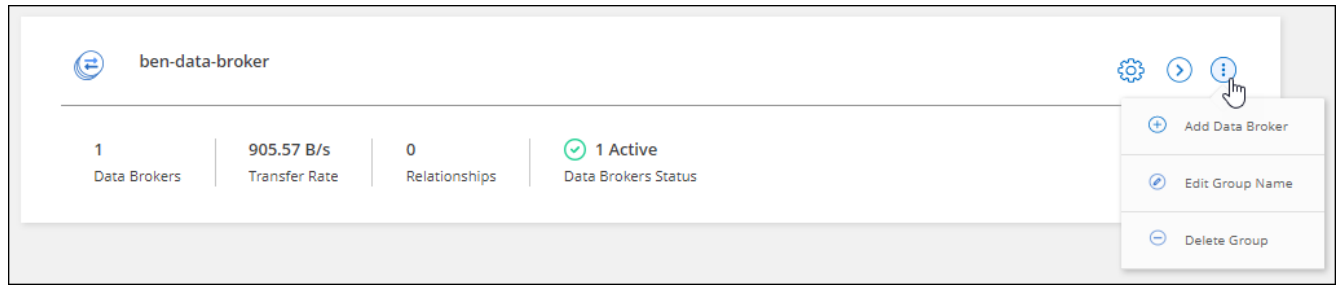 ben-data-broker
1
Data Brokers
905.57 B/s
Transfer Rate
0
Relationships
1 Active
Data Brokers Status
Add Data Broker
Edit Group Name
Delete Group